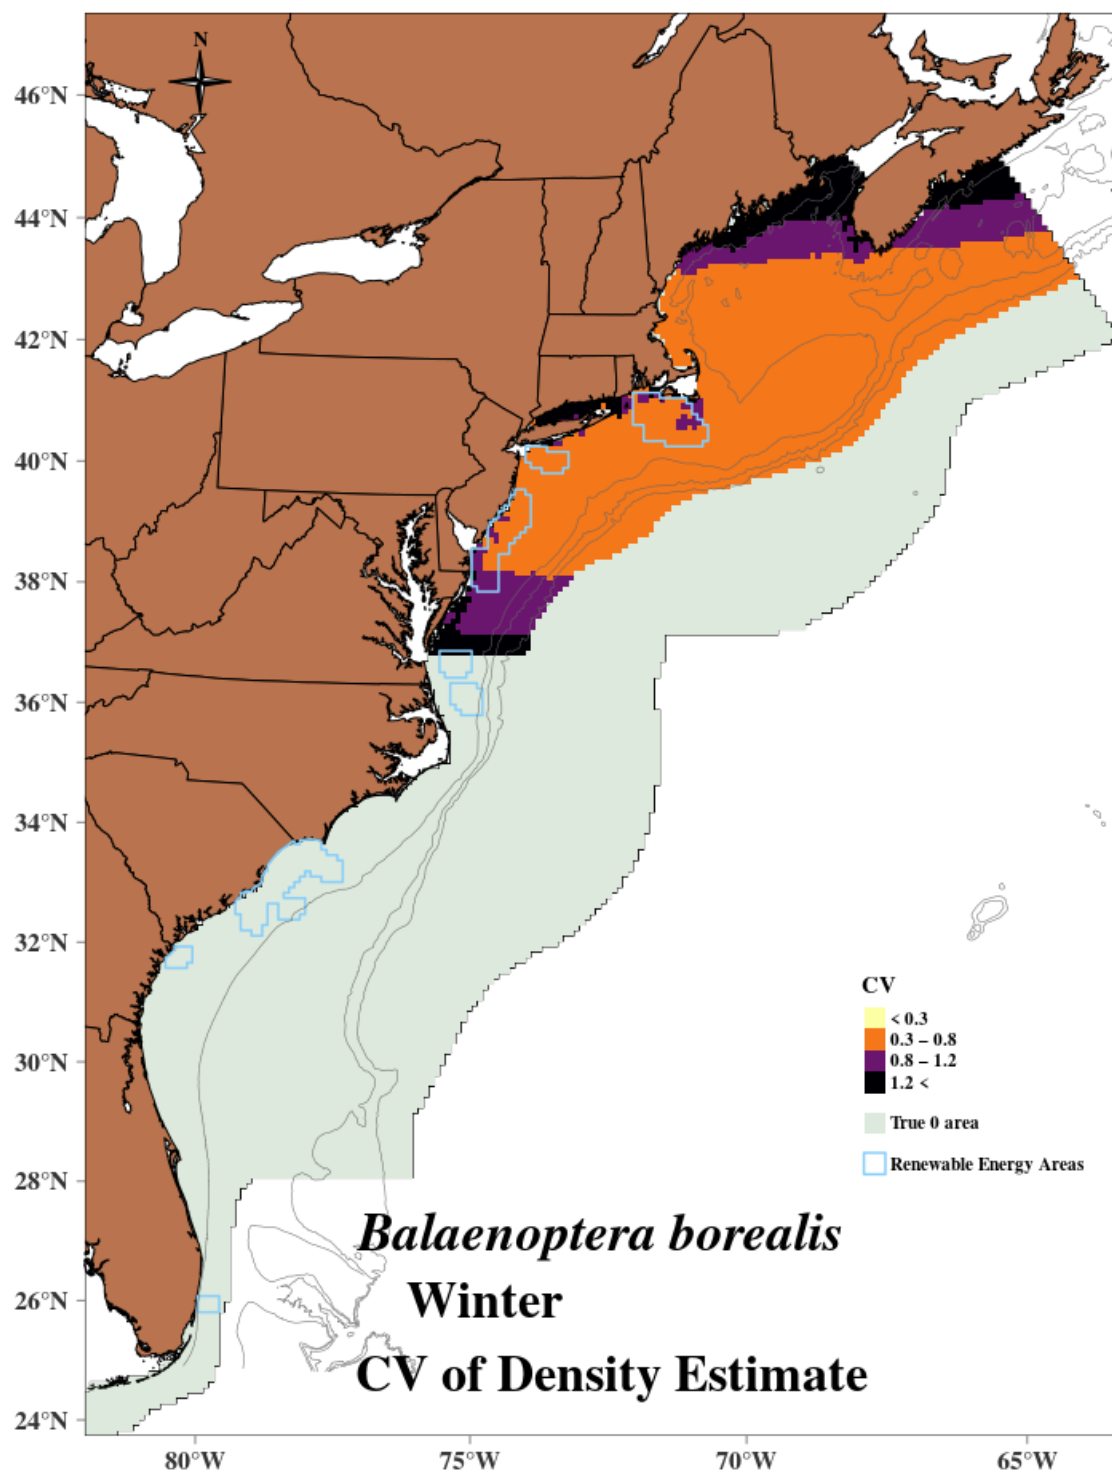 N
46°N
44°N
42°N
40°N
38°N
36°N
34°N
32°N
30°N
28°N
26°N
24°N
CV
< 0.3
0.3 – 0.8
0.8 – 1.2
1.2 <
True 0 area
Renewable Energy Areas
Balaenoptera borealis
Winter
CV of Density Estimate
80°W
75°W
70°W
65°W